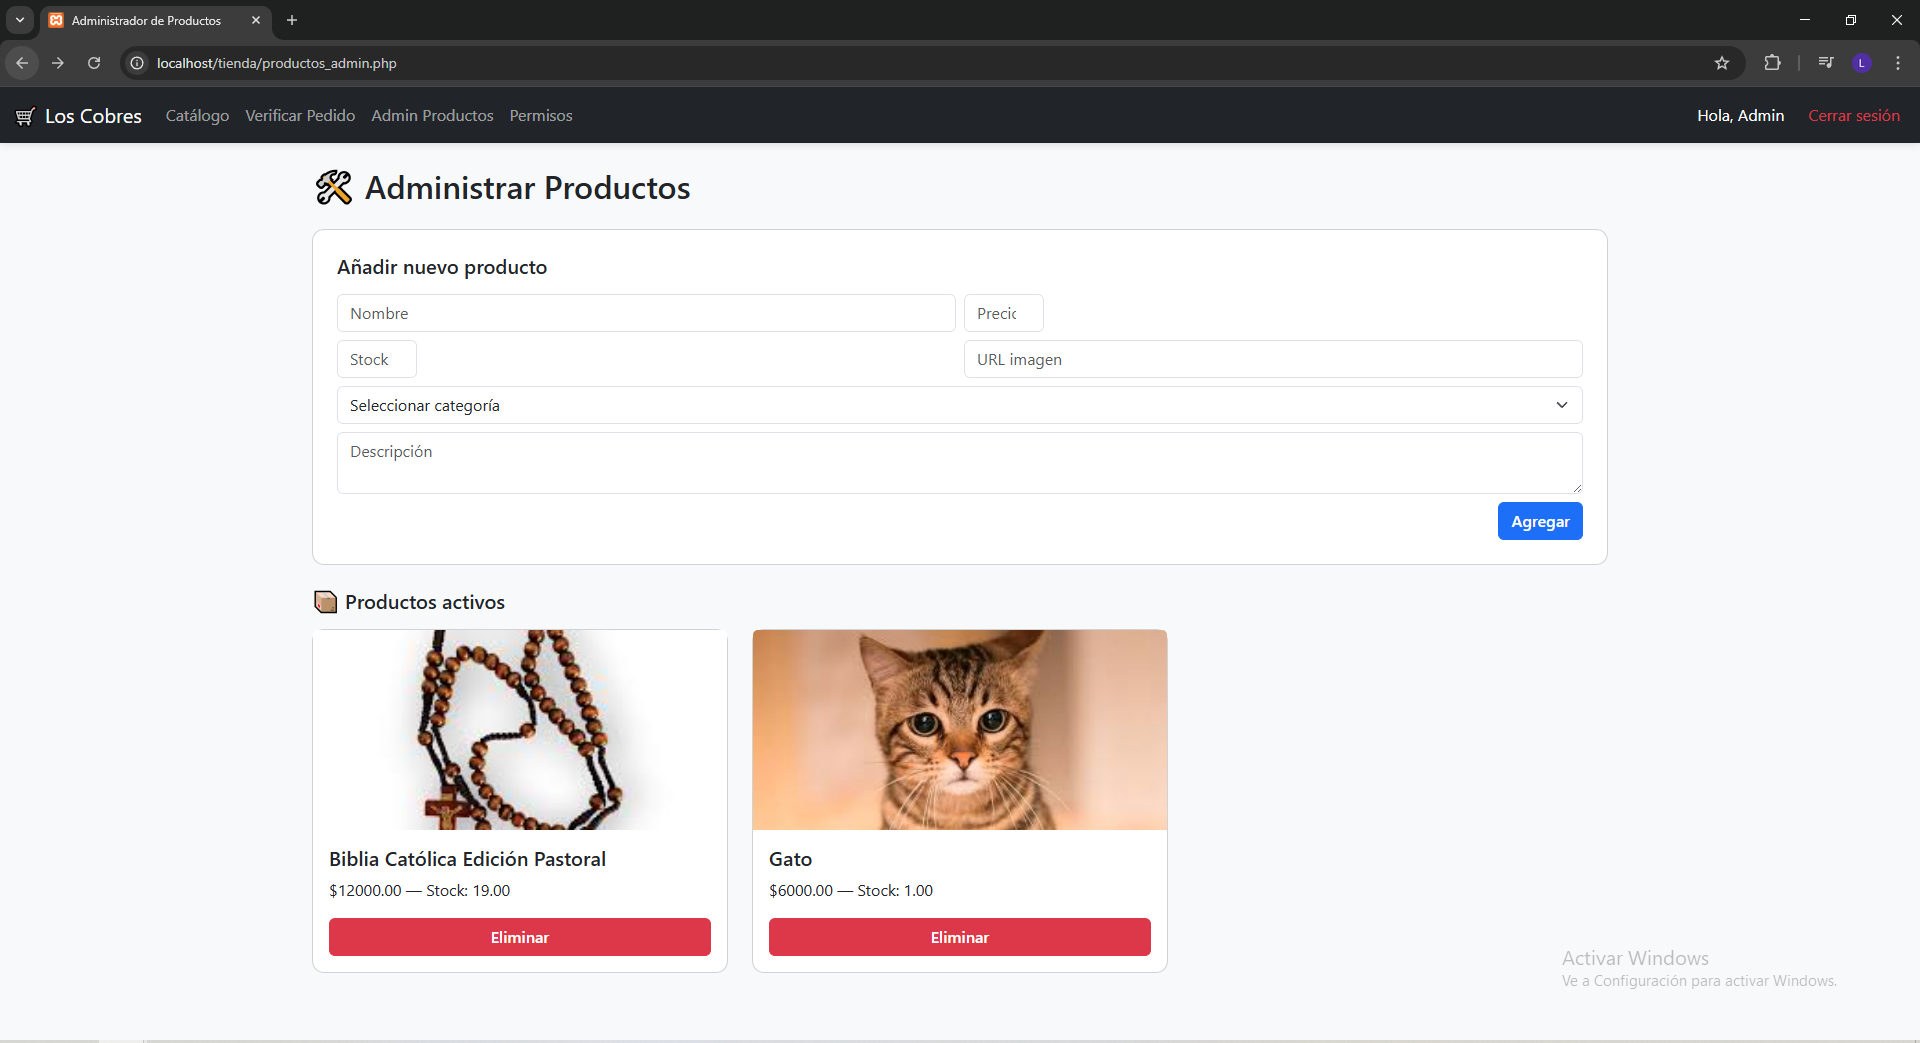 Administrador de Productos
localhost/tienda/productos_admin.php
L
Los Cobres Catálogo Verificar Pedido Admin Productos Permisos Hola, Admin Cerrar sesión
Administrar Productos
Añadir nuevo producto
Nombre Precio
Stock URL imagen
Seleccionar categoría
Descripción
Agregar
Productos activos
Biblia Católica Edición Pastoral
$12000.00 — Stock: 19.00
Eliminar
Gato
$6000.00 — Stock: 1.00
Eliminar
Activar Windows
Ve a Configuración para activar Windows.